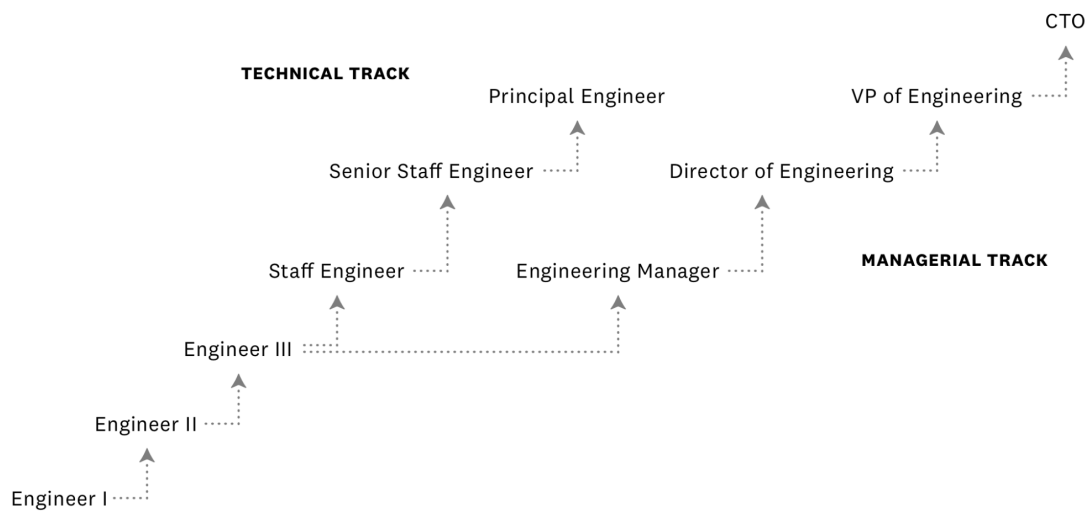 CTO
TECHNICAL TRACK
Principal Engineer
VP of Engineering
Senior Staff Engineer
Director of Engineering
MANAGERIAL TRACK
Staff Engineer
Engineering Manager
Engineer III
Engineer II
Engineer I